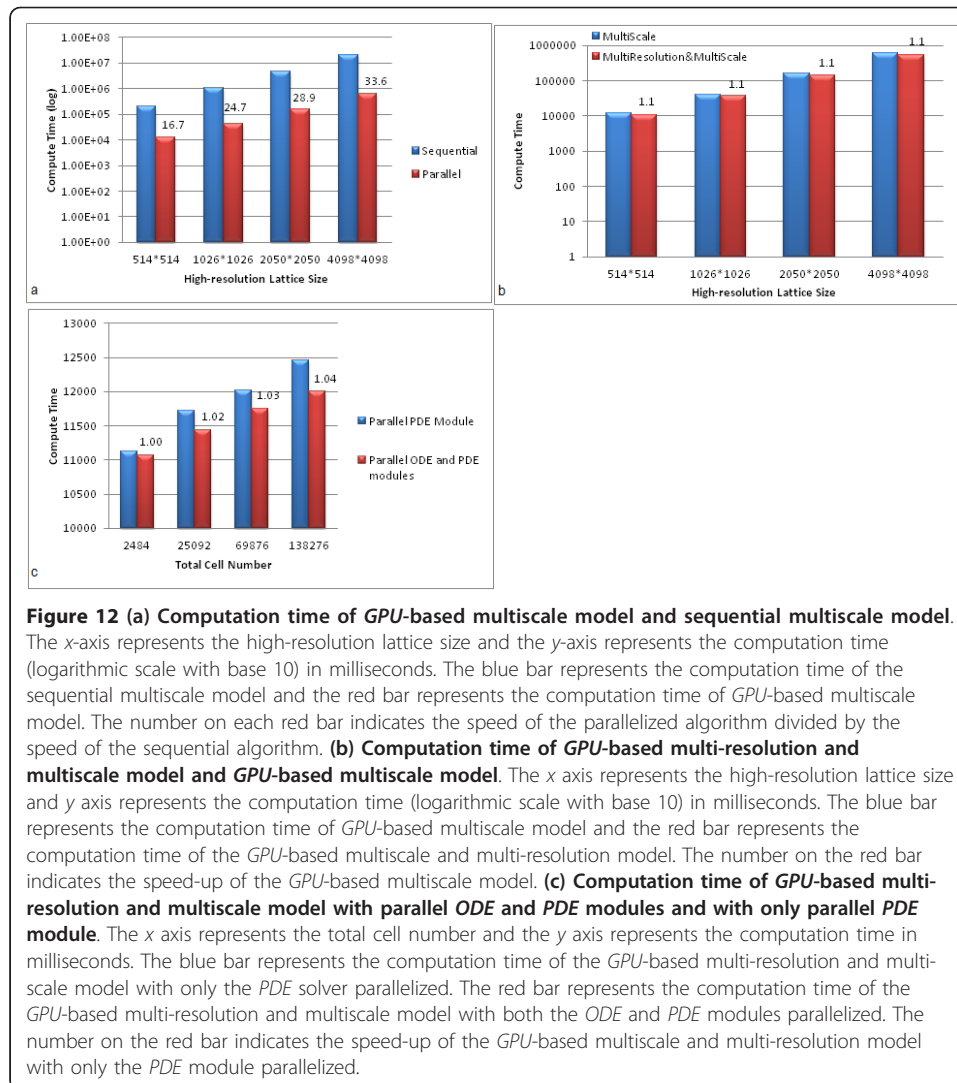 1.00E+08
1.00E+07
1.00E+06
1.00E+05
1.00E+04
1.00E+03
1.00E+02
1.00E+01
1.00E+00
Compute Time (log)
16.7
24.7
28.9
33.6
514*514
1026*1026
2050*2050
4098*4098
High-resolution Lattice Size
Sequential
Parallel
a
1000000
100000
10000
1000
100
10
1
Compute Time
MultiScale
MultiResolution&MultiScale
1.1
1.1
1.1
1.1
514*514
1026*1026
2050*2050
4098*4098
High-resolution Lattice Size
b
13000
12500
12000
11500
11000
10500
10000
Compute Time
1.00
1.02
1.03
1.04
2484
25092
69876
138276
Total Cell Number
Parallel PDE Module
Parallel ODE and PDE
modules
c
Figure 12 (a) Computation time of GPU-based multiscale model and sequential multiscale model.
The x-axis represents the high-resolution lattice size and the y-axis represents the computation time
(logarithmic scale with base 10) in milliseconds. The blue bar represents the computation time of the
sequential multiscale model and the red bar represents the computation time of GPU-based multiscale
model. The number on each red bar indicates the speed of the parallelized algorithm divided by the
speed of the sequential algorithm. (b) Computation time of GPU-based multi-resolution and
multiscale model and GPU-based multiscale model. The x axis represents the high-resolution lattice size
and y axis represents the computation time (logarithmic scale with base 10) in milliseconds. The blue bar
represents the computation time of GPU-based multiscale model and the red bar represents the
computation time of the GPU-based multiscale and multi-resolution model. The number on the red bar
indicates the speed-up of the GPU-based multiscale model. (c) Computation time of GPU-based multi-
resolution and multiscale model with parallel ODE and PDE modules and with only parallel PDE
module. The x axis represents the total cell number and the y axis represents the computation time in
milliseconds. The blue bar represents the computation time of the GPU-based multi-resolution and multi-
scale model with only the PDE solver parallelized. The red bar represents the computation time of the
GPU-based multi-resolution and multiscale model with both the ODE and PDE modules parallelized. The
number on the red bar indicates the speed-up of the GPU-based multiscale and multi-resolution model
with only the PDE module parallelized.